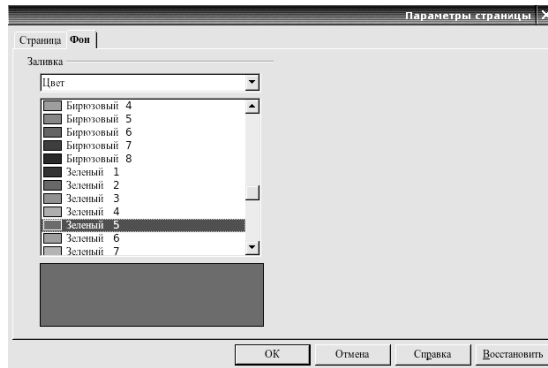 Параметры страницы X
Страница Фон
Заливка
Цвет
Бирюзовый 4
Бирюзовый 5
Бирюзовый 6
Бирюзовый 7
Бирюзовый 8
Зеленый 1
Зеленый 2
Зеленый 3
Зеленый 4
Зеленый 5
Зеленый 6
Зеленый 7
OK Отмена Справка Восстановить